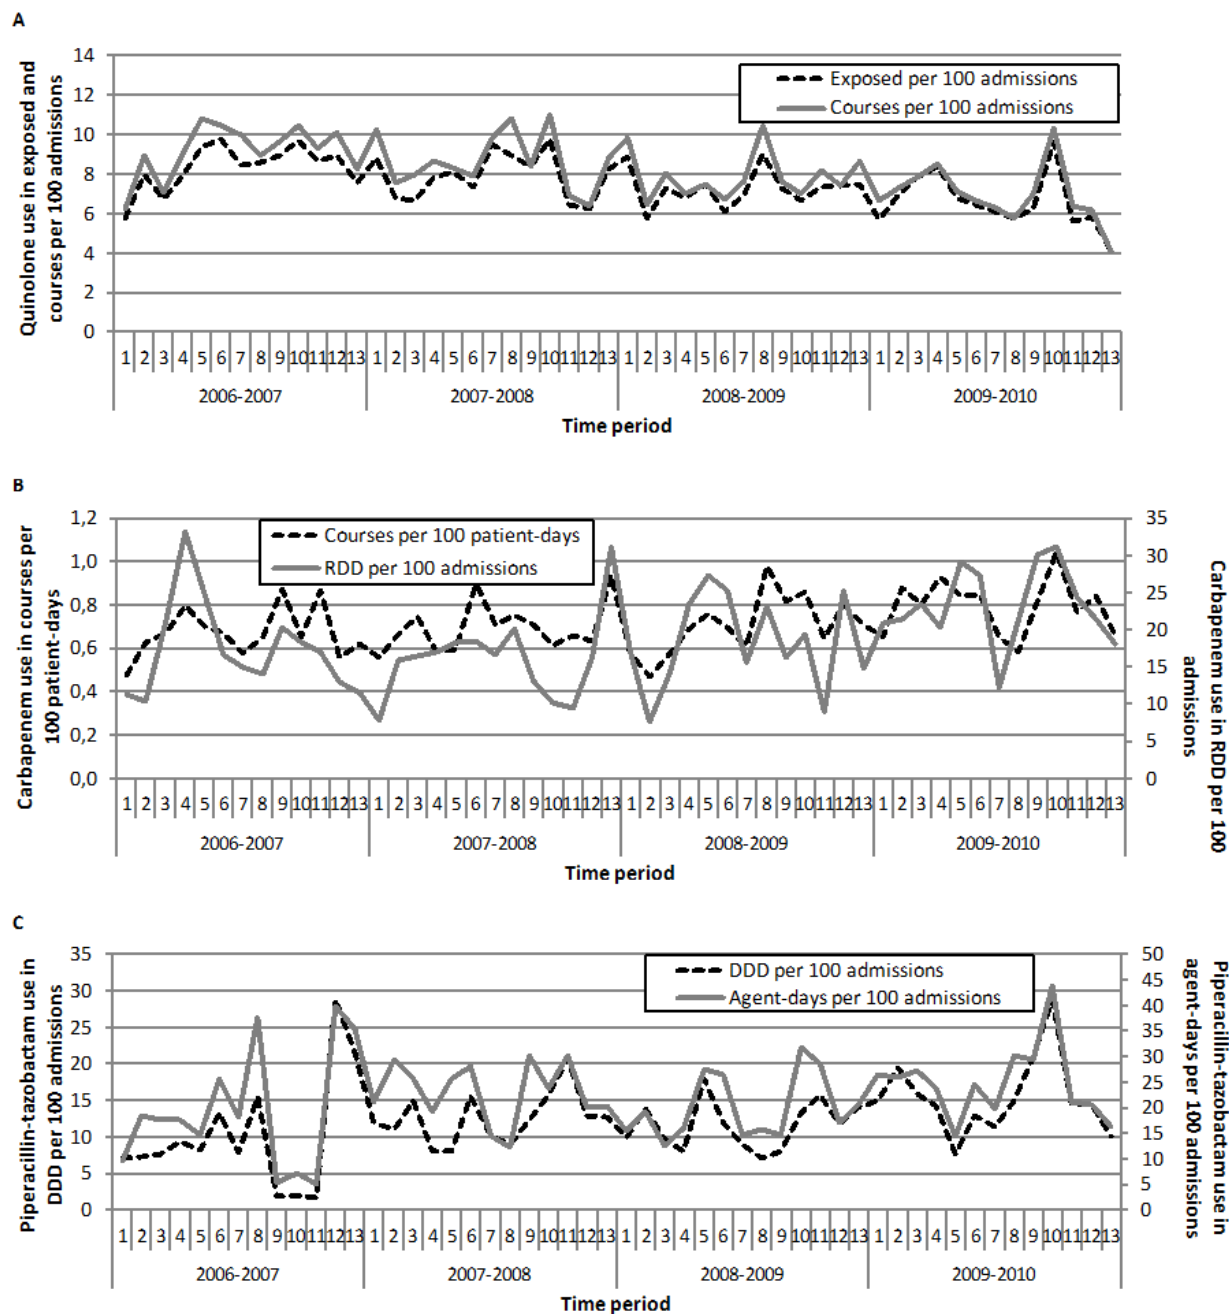 A
Quinolone use in exposed and
courses per 100 admissions
14
12
10
8
6
4
2
0
Exposed per 100 admissions
Courses per 100 admissions
1 2 3 4 5 6 7 8 9 10 11 12 13 1 2 3 4 5 6 7 8 9 10 11 12 13 1 2 3 4 5 6 7 8 9 10 11 12 13 1 2 3 4 5 6 7 8 9 10 11 12 13
2006-2007 2007-2008 2008-2009 2009-2010
Time period
B
Carbapenem use in courses per
100 patient-days
1,2
1,0
0,8
0,6
0,4
0,2
0,0
Courses per 100 patient-days
RDD per 100 admissions
35
30
25
20
15
10
5
0
Carbapenem use in RDD per 100
admissions
1 2 3 4 5 6 7 8 9 10 11 12 13 1 2 3 4 5 6 7 8 9 10 11 12 13 1 2 3 4 5 6 7 8 9 10 11 12 13 1 2 3 4 5 6 7 8 9 10 11 12 13
2006-2007 2007-2008 2008-2009 2009-2010
Time period
C
Piperacillin-tazobactam use in
DDD per 100 admissions
35
30
25
20
15
10
5
0
DDD per 100 admissions
Agent-days per 100 admissions
50
45
40
35
30
25
20
15
10
5
0
Piperacillin-tazobactam use in
agent-days per 100 admissions
1 2 3 4 5 6 7 8 9 10 11 12 13 1 2 3 4 5 6 7 8 9 10 11 12 13 1 2 3 4 5 6 7 8 9 10 11 12 13 1 2 3 4 5 6 7 8 9 10 11 12 13
2006-2007 2007-2008 2008-2009 2009-2010
Time period